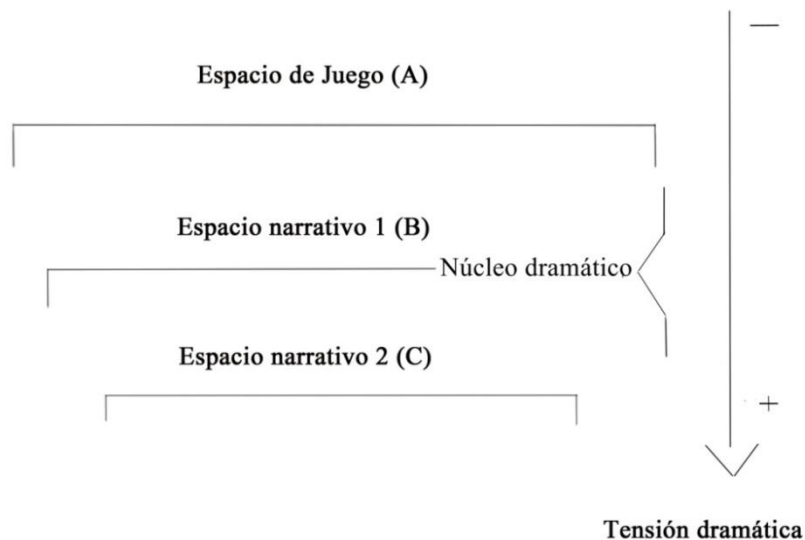 Espacio de Juego (A)
Espacio narrativo 1 (B)
Núcleo dramático
Espacio narrativo 2 (C)
+
Tensión dramática